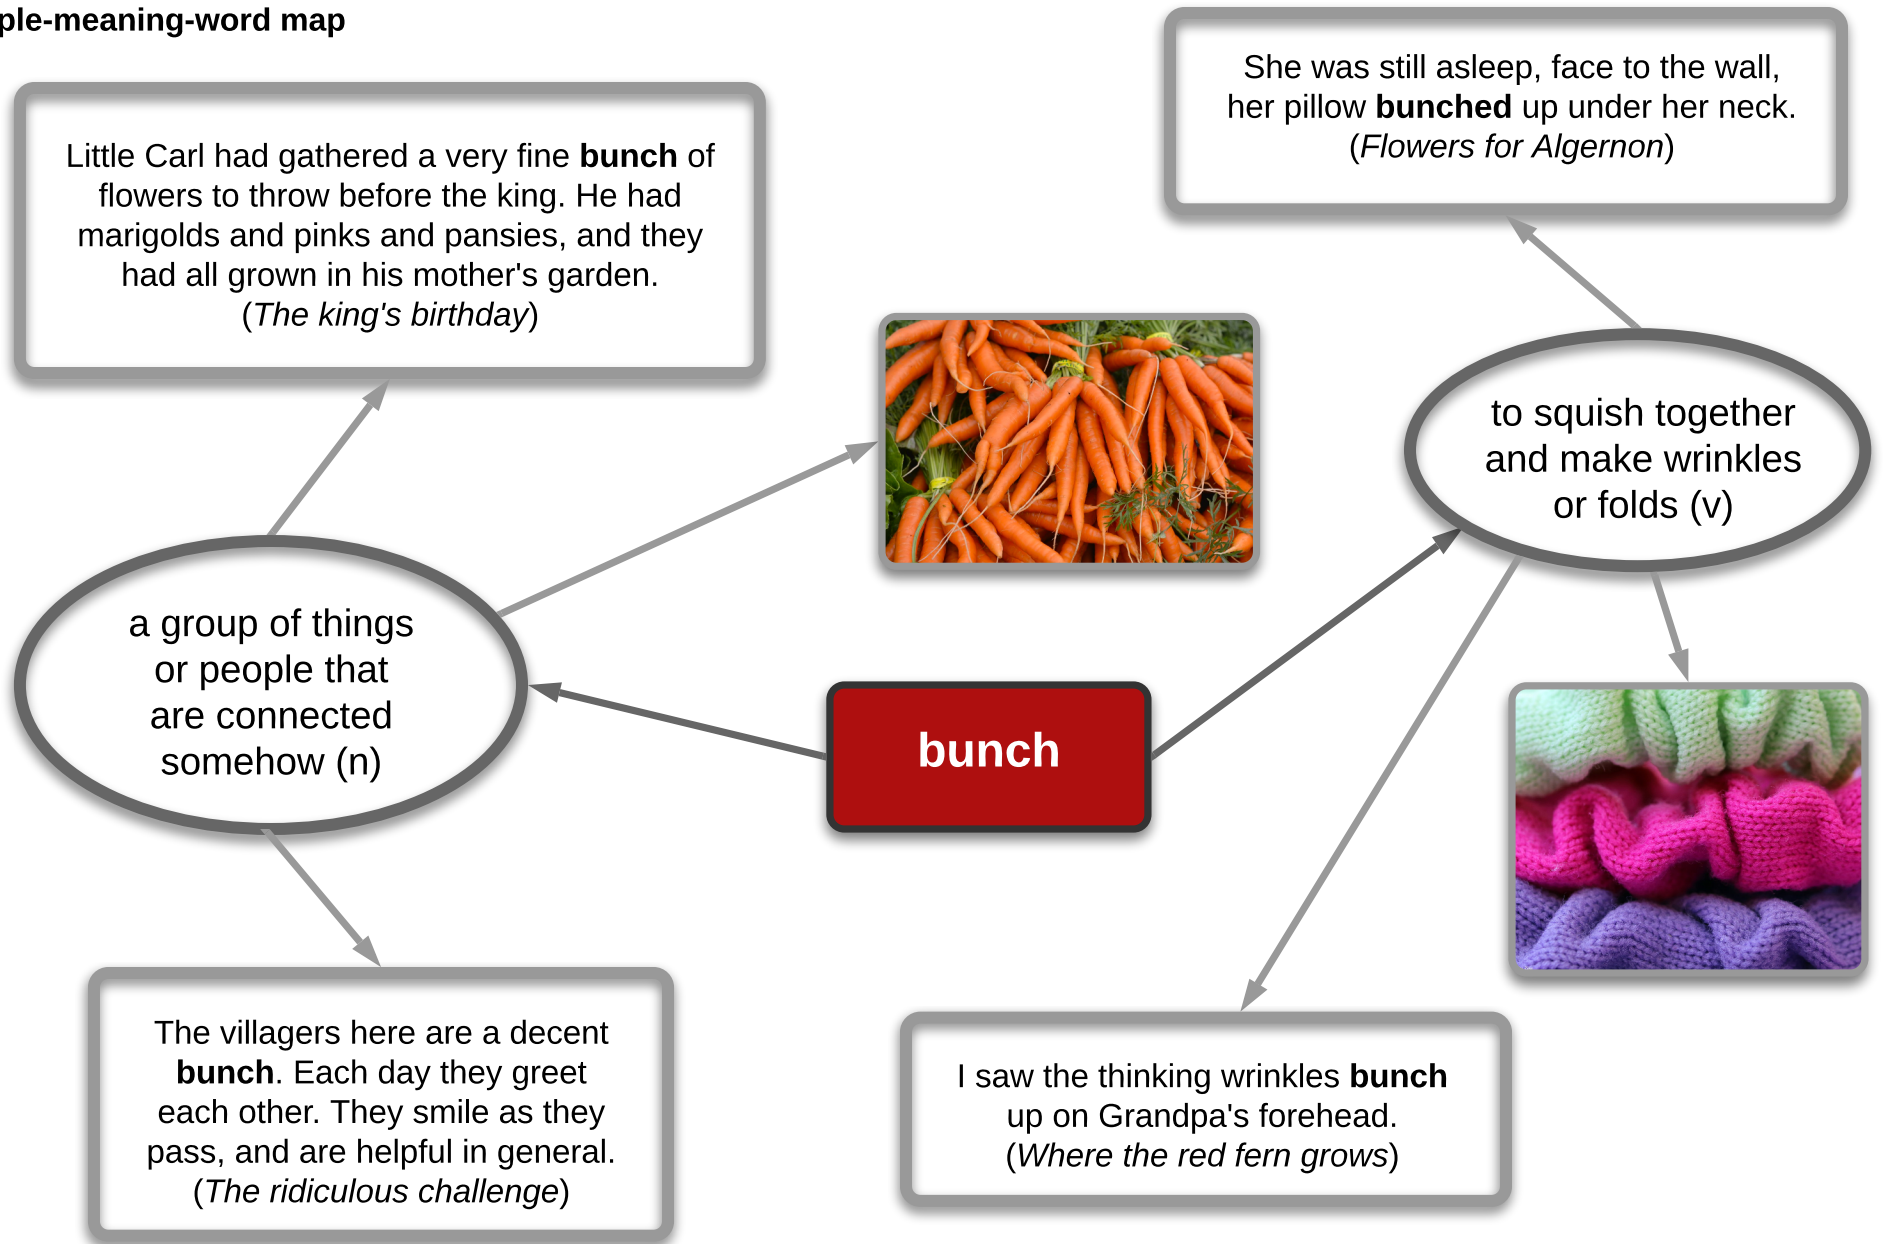 ple-meaning-word map
Little Carl had gathered a very fine bunch of
flowers to throw before the king. He had
marigolds and pinks and pansies, and they
had all grown in his mother's garden.
(The king's birthday)
She was still asleep, face to the wall,
her pillow bunched up under her neck.
(Flowers for Algernon)
to squish together
and make wrinkles
or folds (v)
a group of things
or people that
are connected
somehow (n)
bunch
The villagers here are a decent
bunch. Each day they greet
each other. They smile as they
pass, and are helpful in general.
(The ridiculous challenge)
I saw the thinking wrinkles bunch
up on Grandpa's forehead.
(Where the red fern grows)